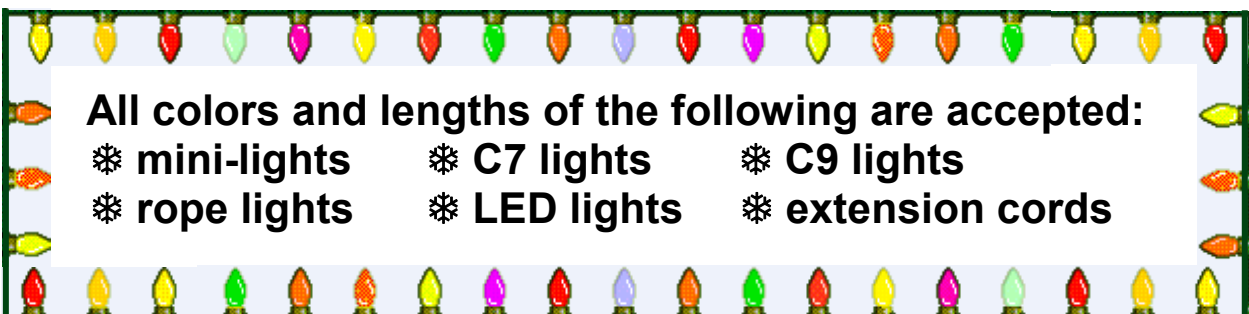 All colors and lengths of the following are accepted:
❄ mini-lights ❄ C7 lights ❄ C9 lights
❄ rope lights ❄ LED lights ❄ extension cords